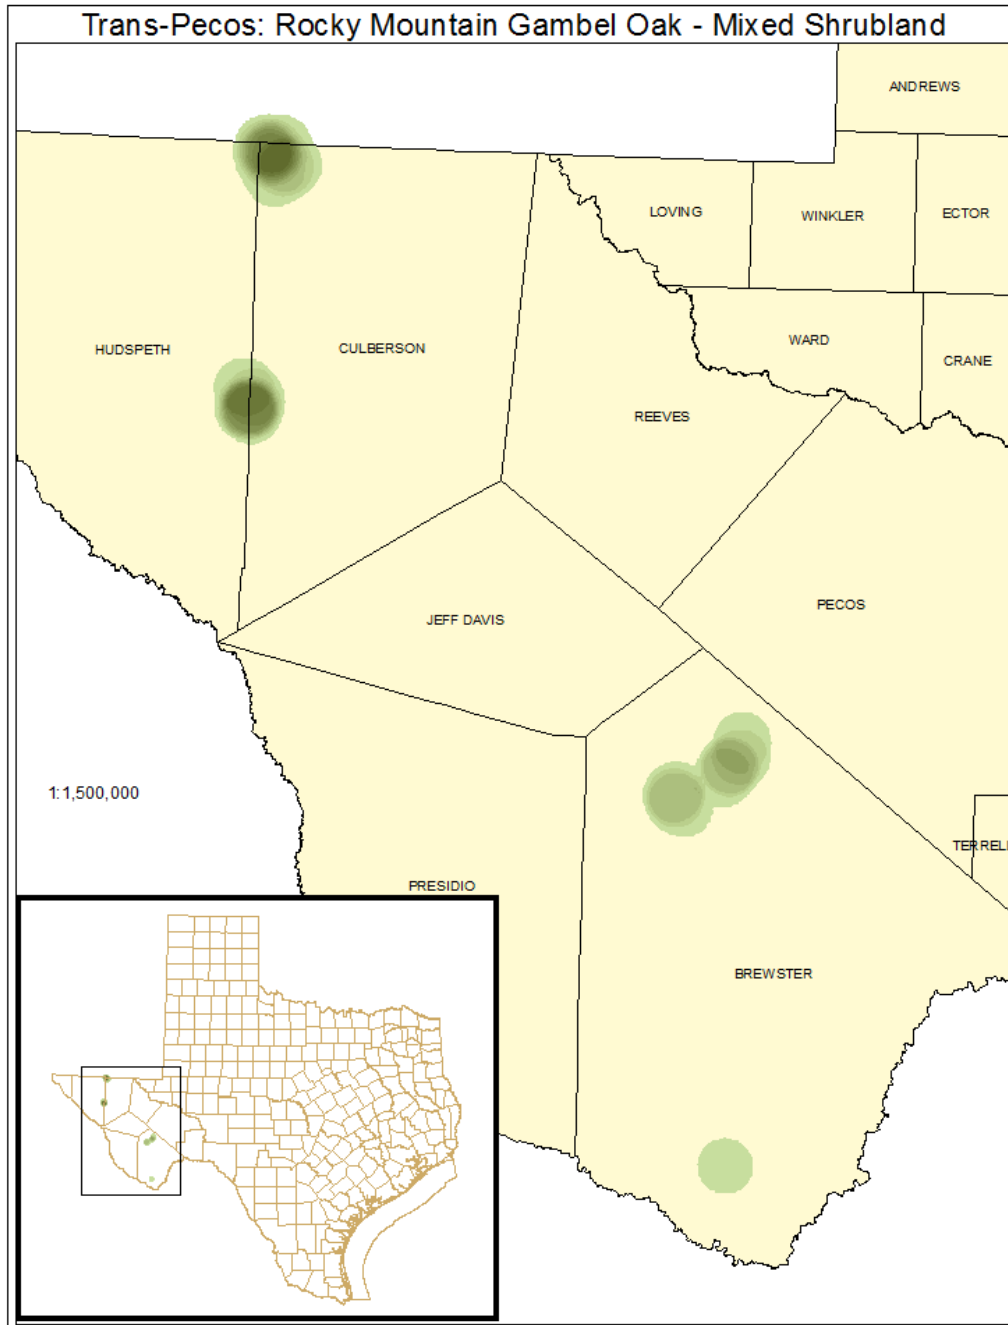 Trans-Pecos: Rocky Mountain Gambel Oak - Mixed Shrubland
ANDREWS
LOVING
WINKLER
ECTOR
HUDSPETH
CULBERSON
WARD
CRANE
REEVES
JEFF DAVIS
PECOS
1:1,500,000
TERRELL
PRESIDIO
BREWSTER